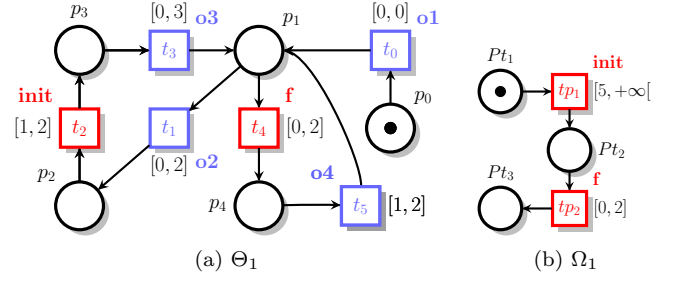 p3 [0, 3] o3 p1 [0, 0] o1
t3 t0
init
[1, 2] t2 t1 f t4 [0, 2] p0
[0, 2] o2
p2 p4 o4 t5 [1, 2]
(a) Θ1
Pt1 init
tp1 [5, +∞[
Pt2
Pt3 f
tp2 [0, 2]
(b) Ω1